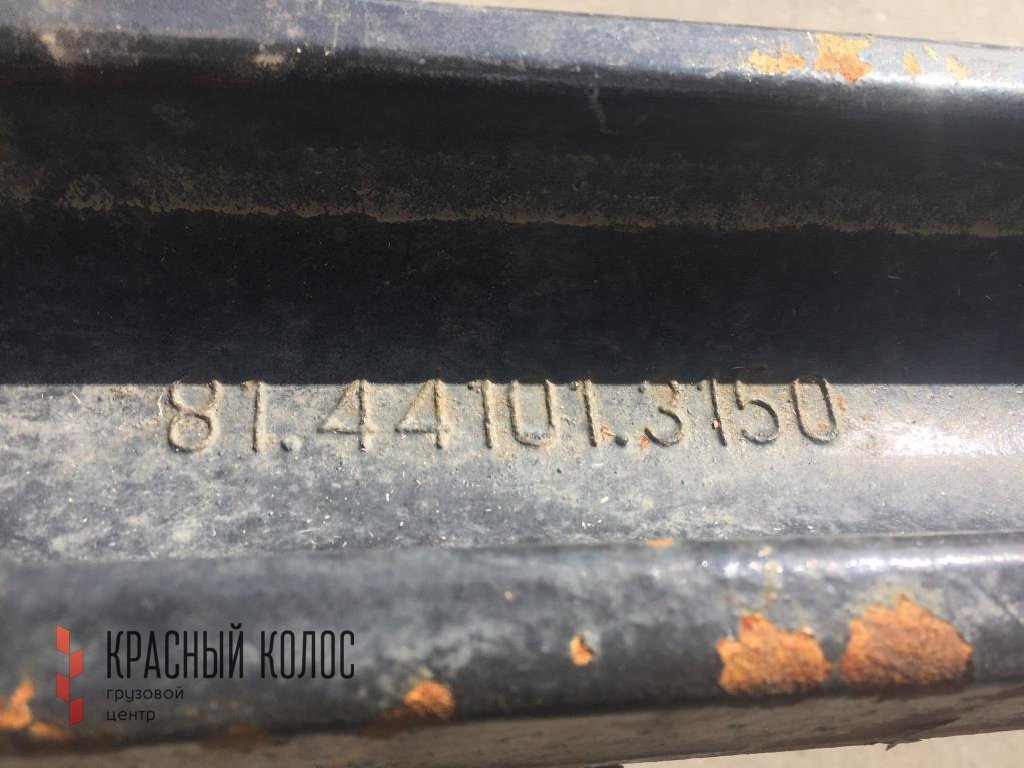 81.44101.3150
КРАСНЫЙ КОЛОС
грузовой
центр